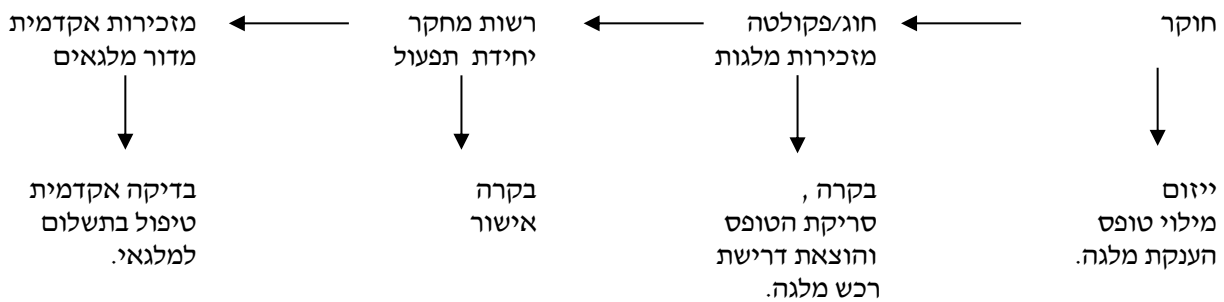 חוקר
חוג/פקולטה
מזכירות מלגות
רשות מחקר
יחידת תפעול
מזכירות אקדמית
מדור מלגאים
ייזום
מילוי טופס
הענקת מלגה.
בקרה ,
סריקת הטופס
והוצאת דרישת
רכש מלגה.
בקרה
אישור
בדיקה אקדמית
טיפול בתשלום
למלגאי.